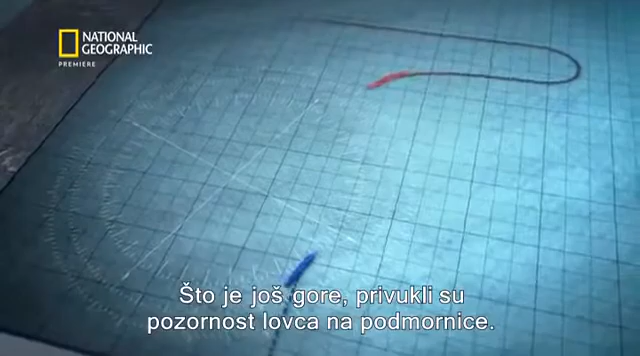 NATIONAL
GEOGRAPHIC
PREMIERE
Što je još gore, privukli su
pozornost lovca na podmornice.